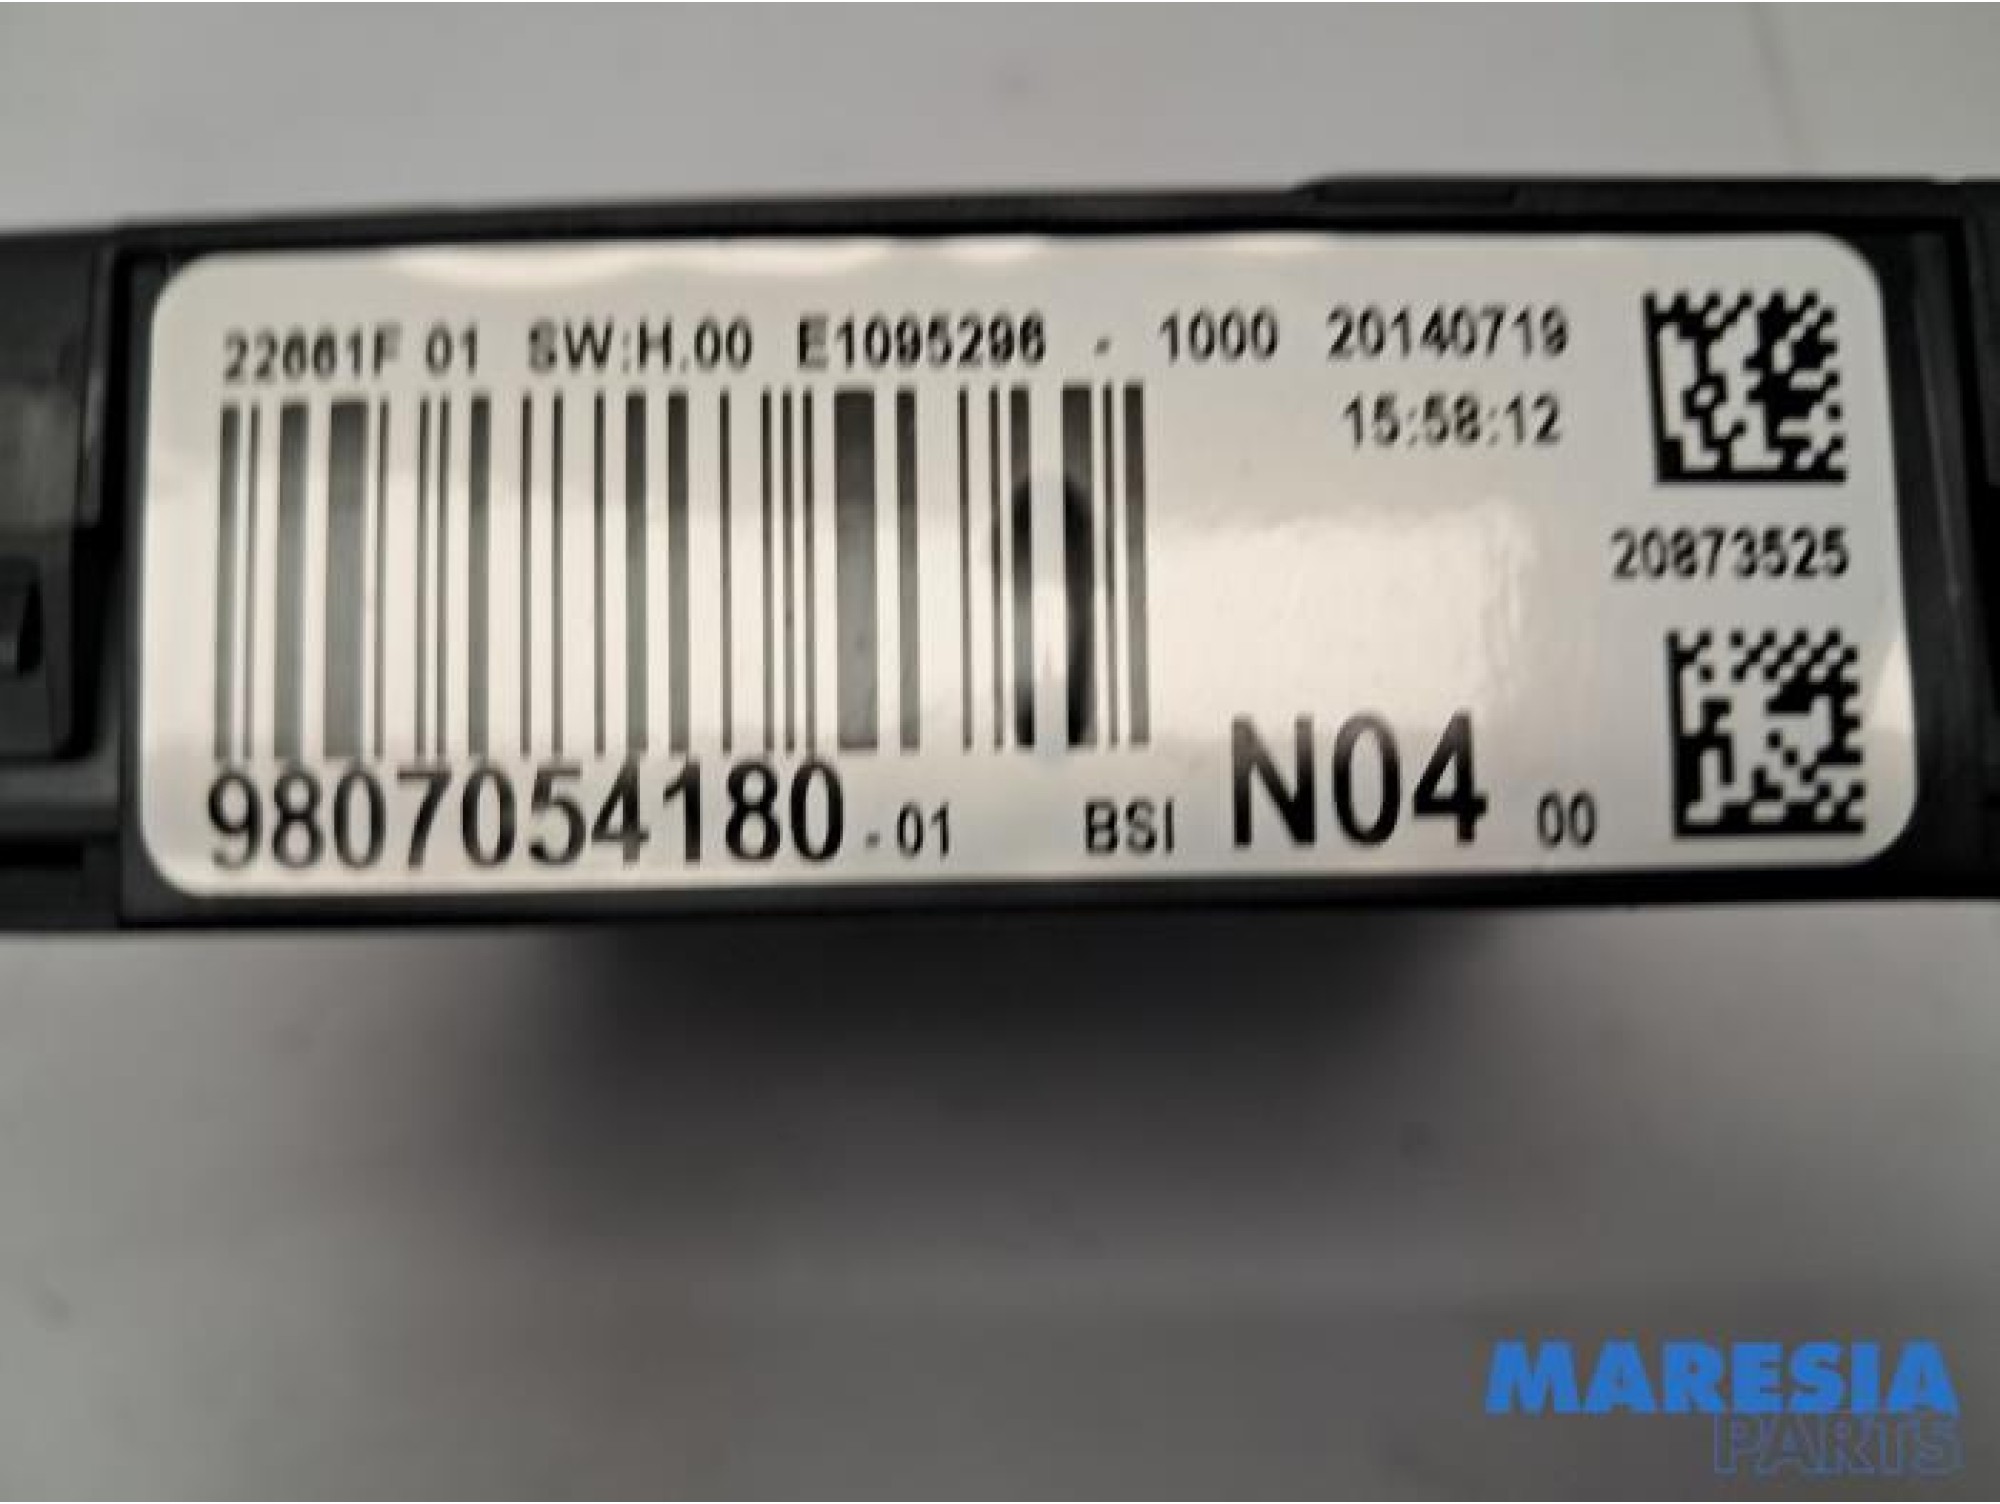 22661F 01 SW:H.00 E1095296 - 1000 20140719
15:58:12
20873525
9807054180 -01 BSI N04 00
MARESIA
PARTS